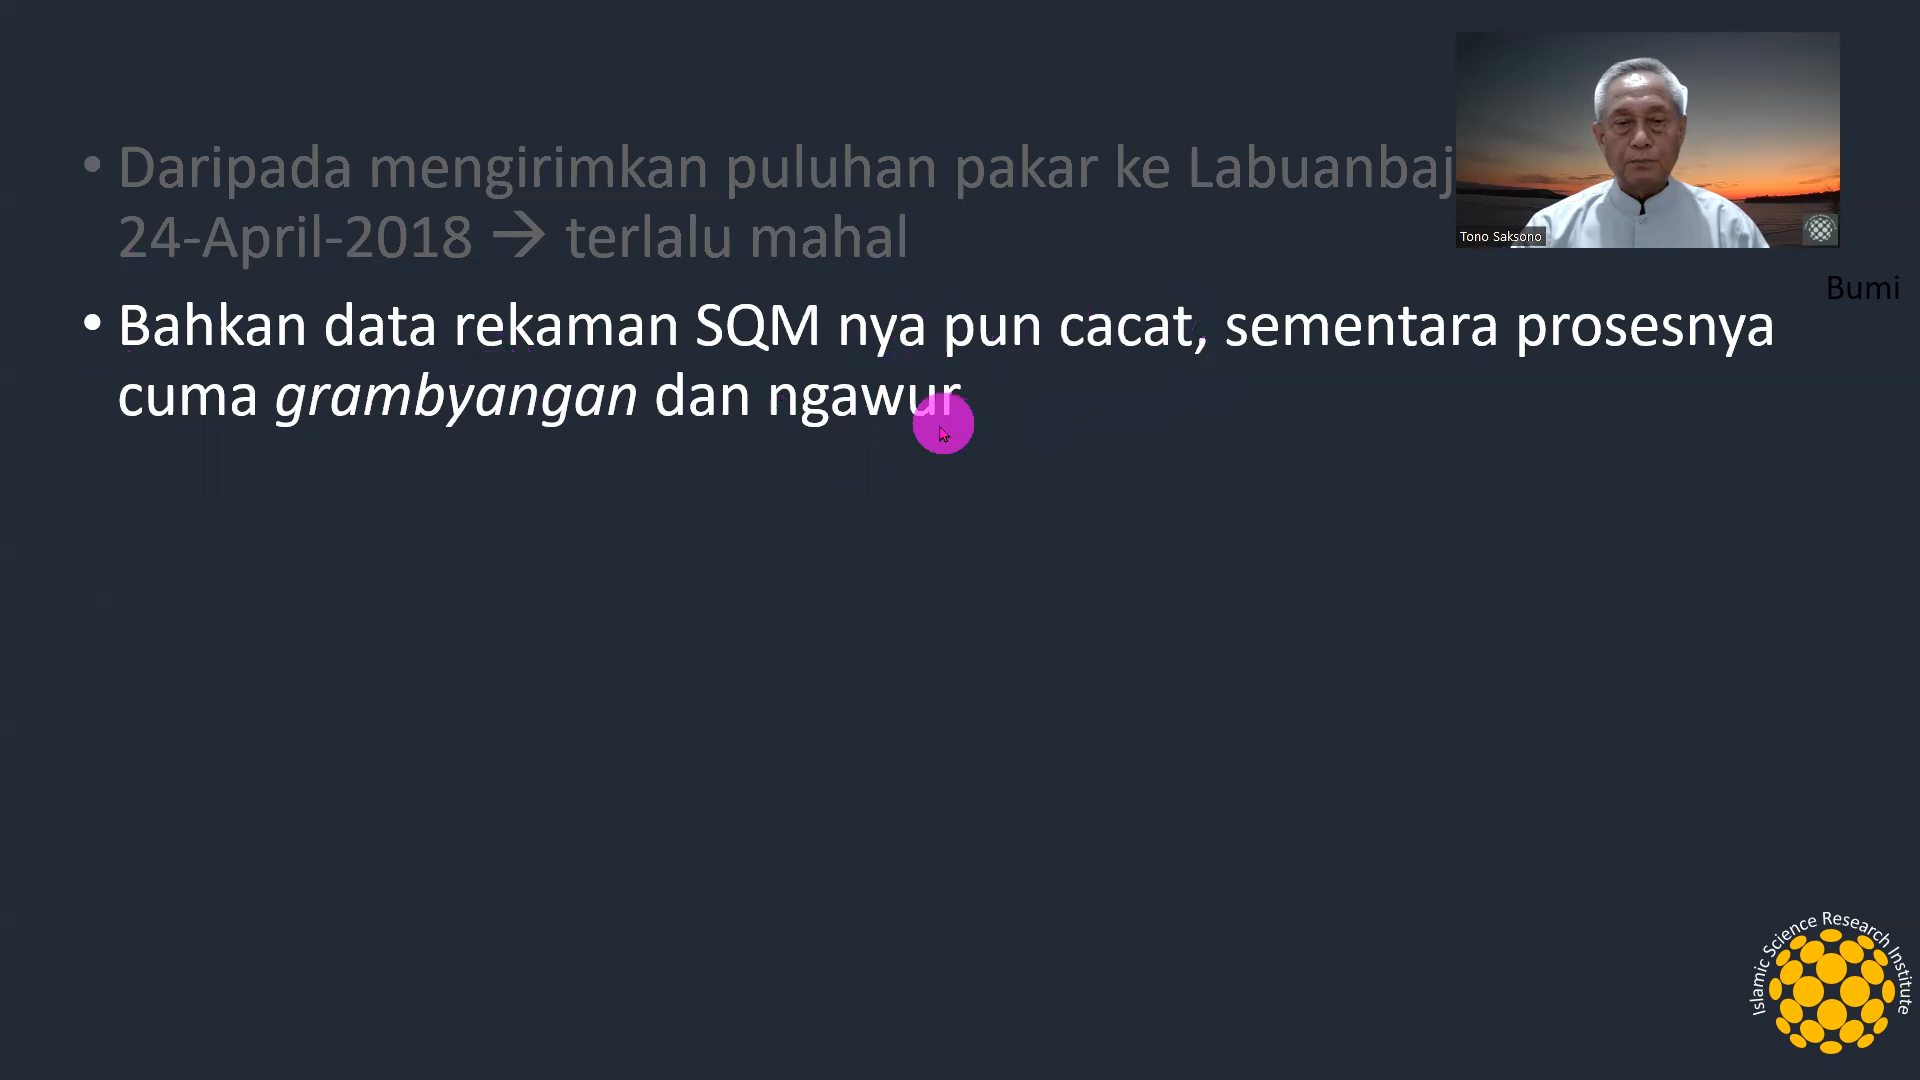 • Daripada mengirimkan puluhan pakar ke Labuanbaj
24-April-2018 → terlalu mahal
Tono Saksono
Bumi
• Bahkan data rekaman SQM nya pun cacat, sementara prosesnya
cuma grambyangan dan ngawur
Islamic Science Research Institute